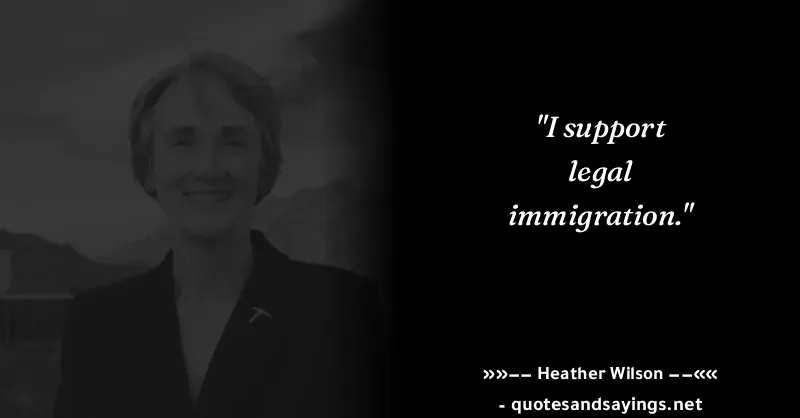 "I support
legal
immigration."
»»–– Heather Wilson ––««
- quotesandsayings.net